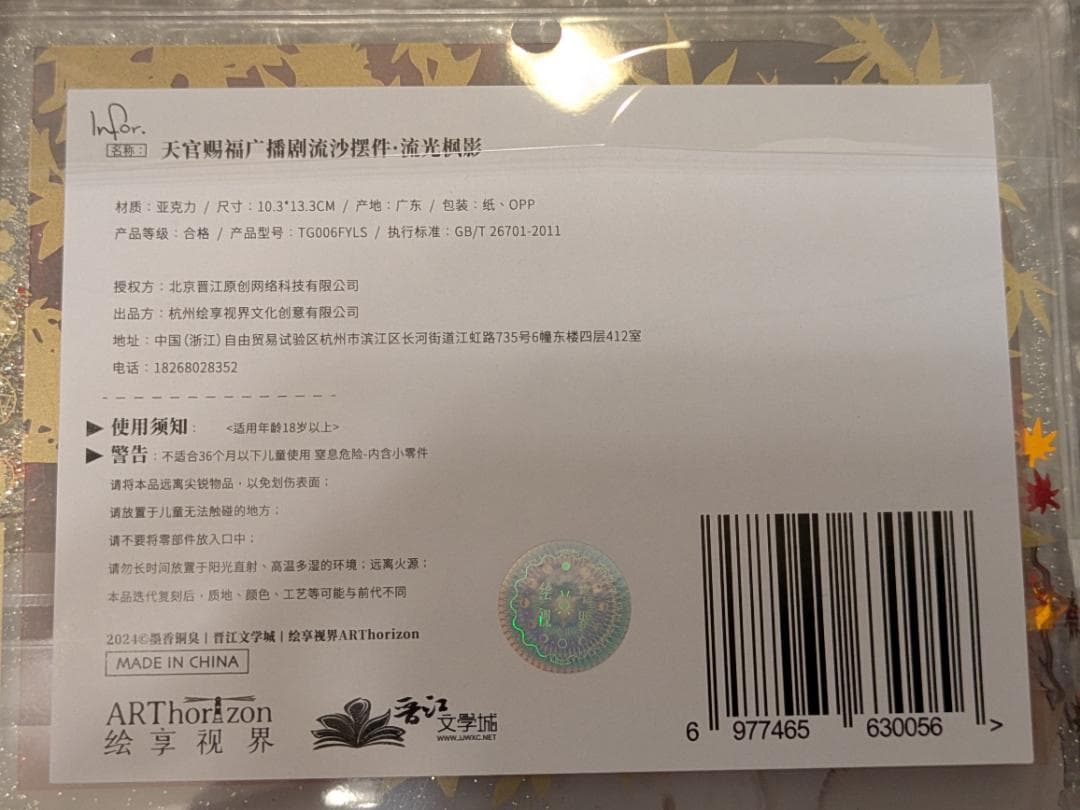 Infor.
名称: 天官赐福广播剧流沙摆件·流光枫影
材质:亚克力 / 尺寸:10.3*13.3CM / 产地:广东 / 包装:纸、OPP
产品等级:合格 / 产品型号:TG006FYLS / 执行标准:GB/T 26701-2011
授权方:北京晋江原创网络科技有限公司
出品方:杭州绘享视界文化创意有限公司
地址:中国(浙江)自由贸易试验区杭州市滨江区长河街道江虹路735号6幢东楼四层412室
电话:18268028352
▶ 使用须知: <适用年龄18岁以上>
▶ 警告:不适合36个月以下儿童使用 窒息危险-内含小零件
请将本品远离尖锐物品,以免划伤表面;
请放置于儿童无法触碰的地方;
请不要将零部件放入口中;
请勿长时间放置于阳光直射、高温多湿的环境;远离火源;
本品迭代复刻后,质地、颜色、工艺等可能与前代不同
2024©墨香铜臭 | 晋江文学城 | 绘享视界ARThorizon
MADE IN CHINA
ARThorizon
绘享视界
晋江
文学城
WWW.JJWXC.NET
绘享
视界
6 977465 630056 >